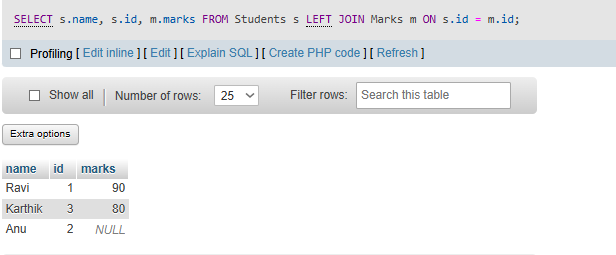 SELECT s.name, s.id, m.marks FROM Students s LEFT JOIN Marks m ON s.id = m.id;
Profiling [ Edit inline ] [ Edit ] [ Explain SQL ] [ Create PHP code ] [ Refresh ]
Show all Number of rows: 25 Filter rows: Search this table
Extra options
name id marks
Ravi 1 90
Karthik 3 80
Anu 2 NULL